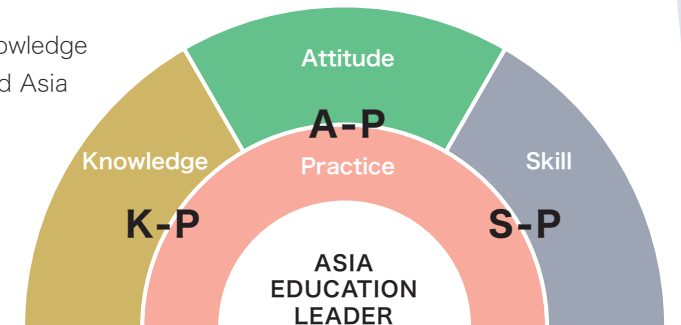 owledge
d Asia
Attitude
A-P
Knowledge
Practice
Skill
K-P
S-P
ASIA
EDUCATION
LEADER